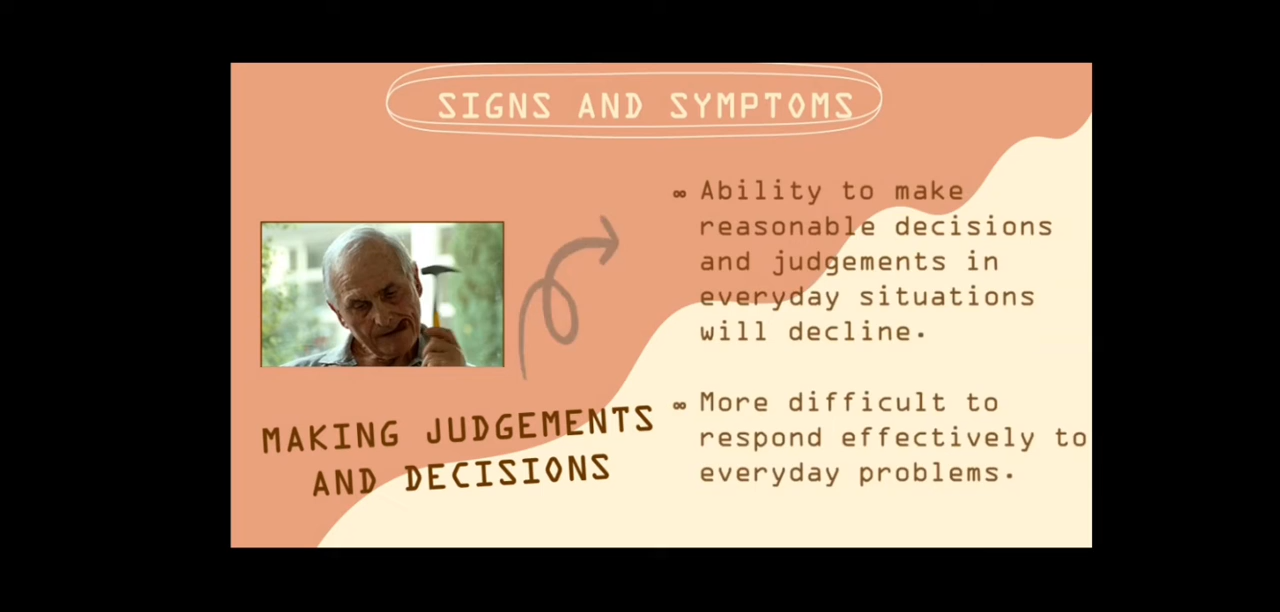 SIGNS AND SYMPTOMS
MAKING JUDGEMENTS
AND DECISIONS
∞ Ability to make
reasonable decisions
and judgements in
everyday situations
will decline.
∞ More difficult to
respond effectively to
everyday problems.